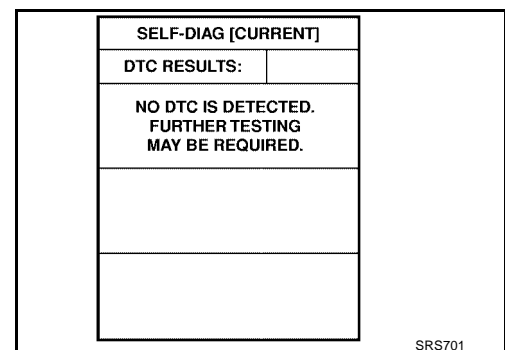 SELF-DIAG [CURRENT]
DTC RESULTS:
NO DTC IS DETECTED.
FURTHER TESTING
MAY BE REQUIRED.
SRS701